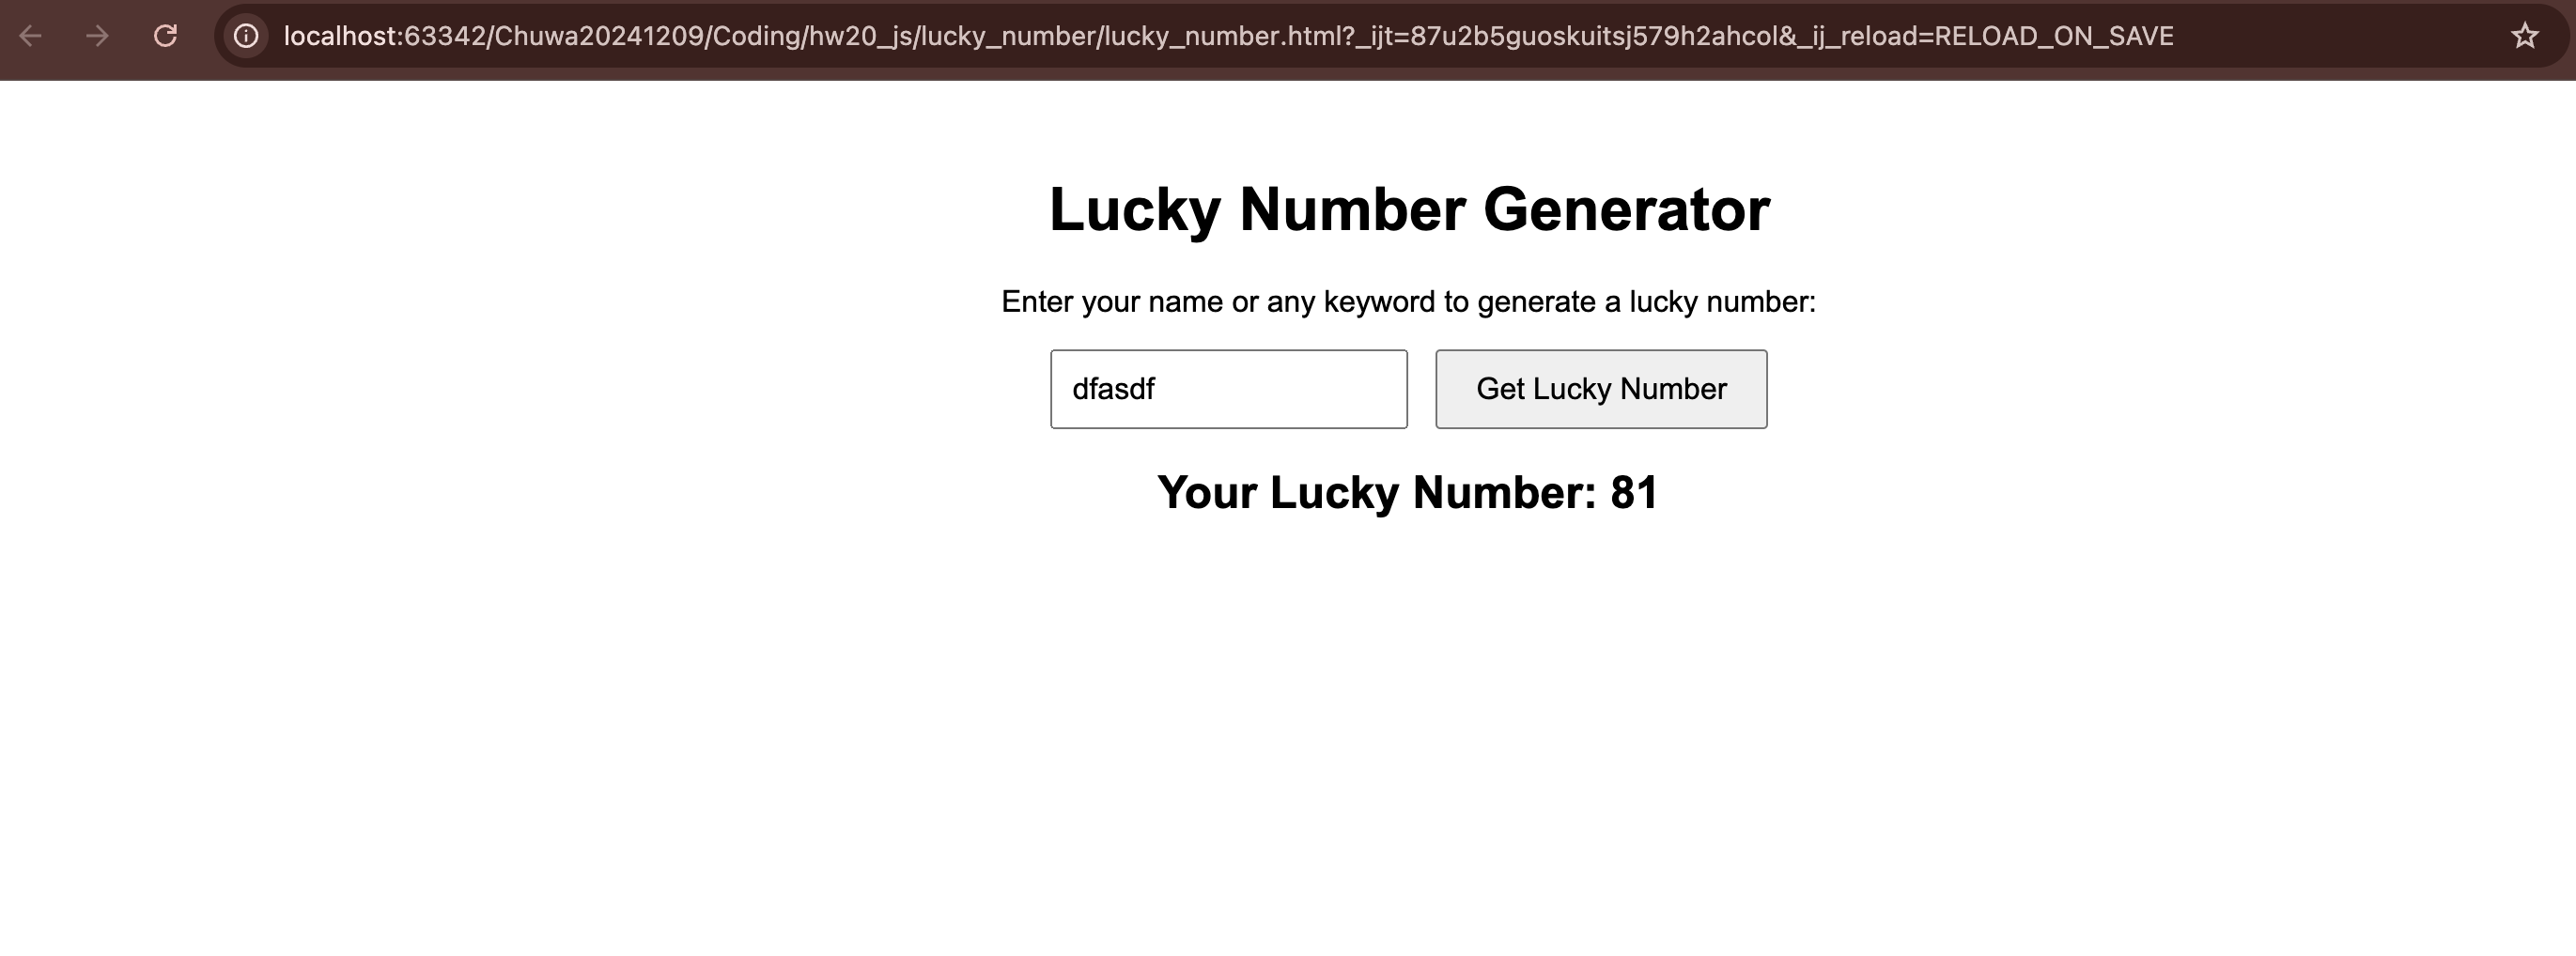 localhost:63342/Chuwa20241209/Coding/hw20_js/lucky_number/lucky_number.html?_ijt=87u2b5guoskuitsj579h2ahcol&_ij_reload=RELOAD_ON_SAVE
Lucky Number Generator
Enter your name or any keyword to generate a lucky number:
dfasdf Get Lucky Number
Your Lucky Number: 81